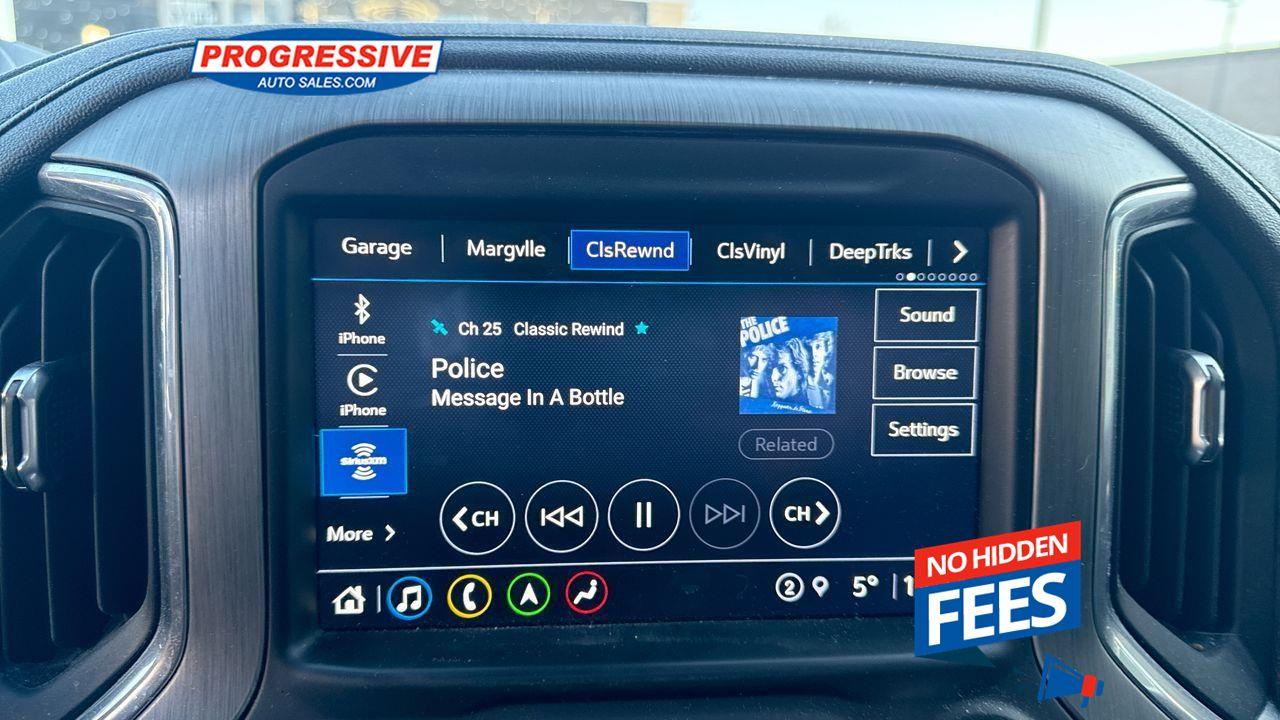 PROGRESSIVE
AUTO SALES.COM
Garage
Margvlle
ClsRewnd
ClsVinyl
DeepTrks
iPhone
Ch 25 Classic Rewind
THE
POLICE
Sound
iPhone
Police
Message In A Bottle
Browse
SiriusXM
Related
Settings
More
CH
CH
2
5°
NO HIDDEN
FEES